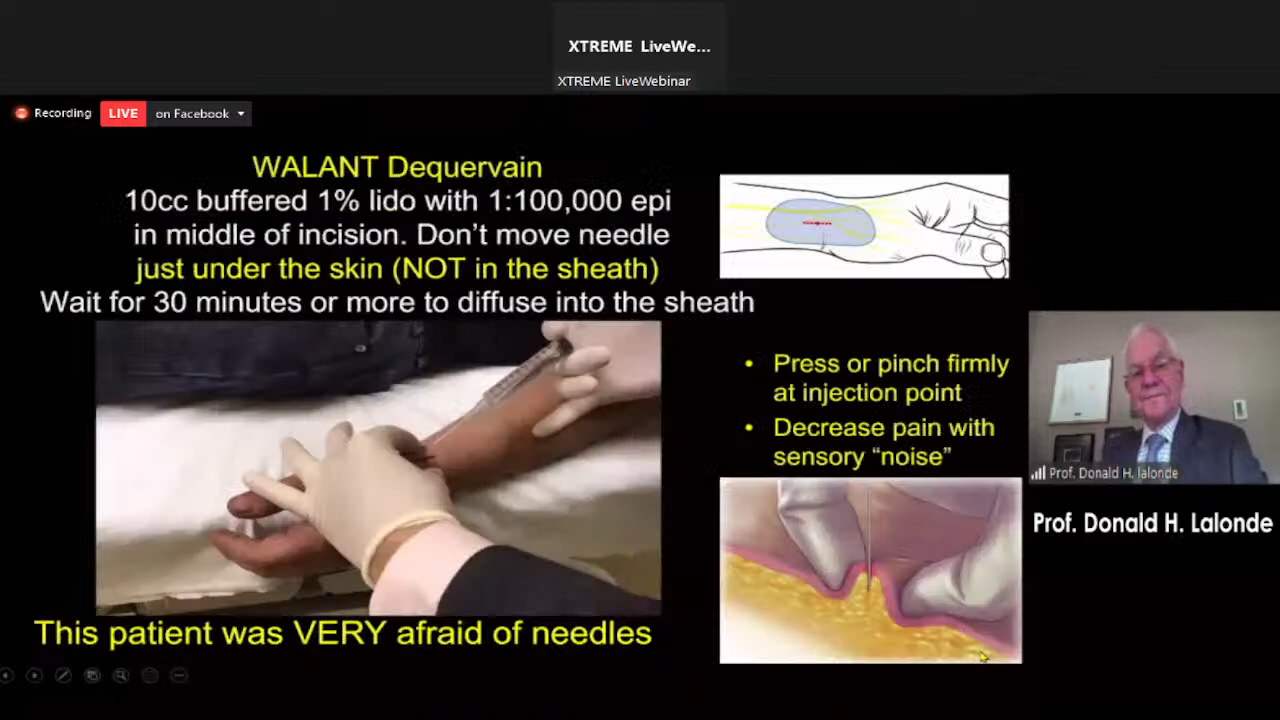 XTREME LiveWe...
XTREME LiveWebinar
Recording
LIVE
on Facebook
WALANT Dequervain
10cc buffered 1% lido with 1:100,000 epi
in middle of incision. Don't move needle
just under the skin (NOT in the sheath)
Wait for 30 minutes or more to diffuse into the sheath
• Press or pinch firmly
at injection point
• Decrease pain with
sensory “noise”
This patient was VERY afraid of needles
Prof. Donald H. lalonde
Prof. Donald H. Lalonde